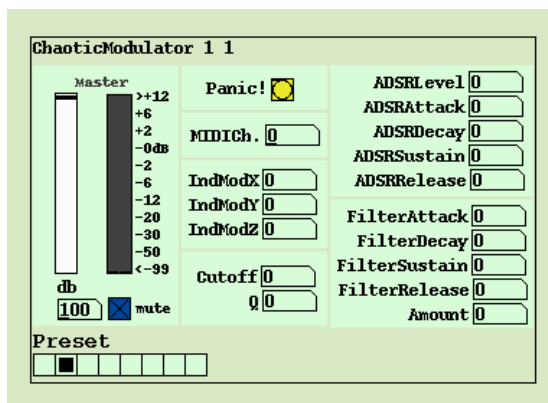 ChaoticModulator 1 1
Master
>+12
+6
+2
-0dB
-2
-6
-12
-20
-30
-50
<-99
db
100
mute
Panic!
MIDICh. 0
IndModX 0
IndModY 0
IndModZ 0
Cutoff 0
Q 0
ADSRLevel 0
ADSRAttack 0
ADSRDecay 0
ADSRSustain 0
ADSRRelease 0
FilterAttack 0
FilterDecay 0
FilterSustain 0
FilterRelease 0
Amount 0
Preset